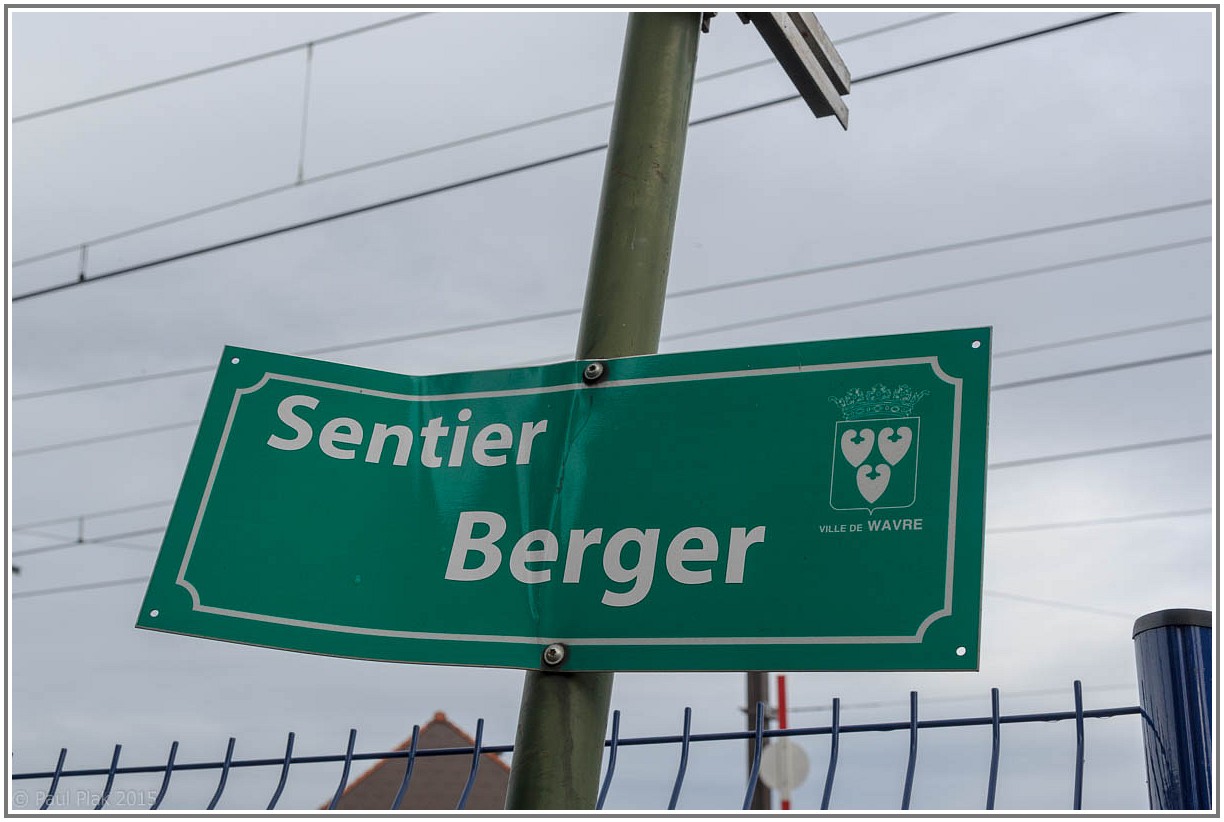 Sentier
Berger
VILLE DE WAVRE
© Paul Plak 2015